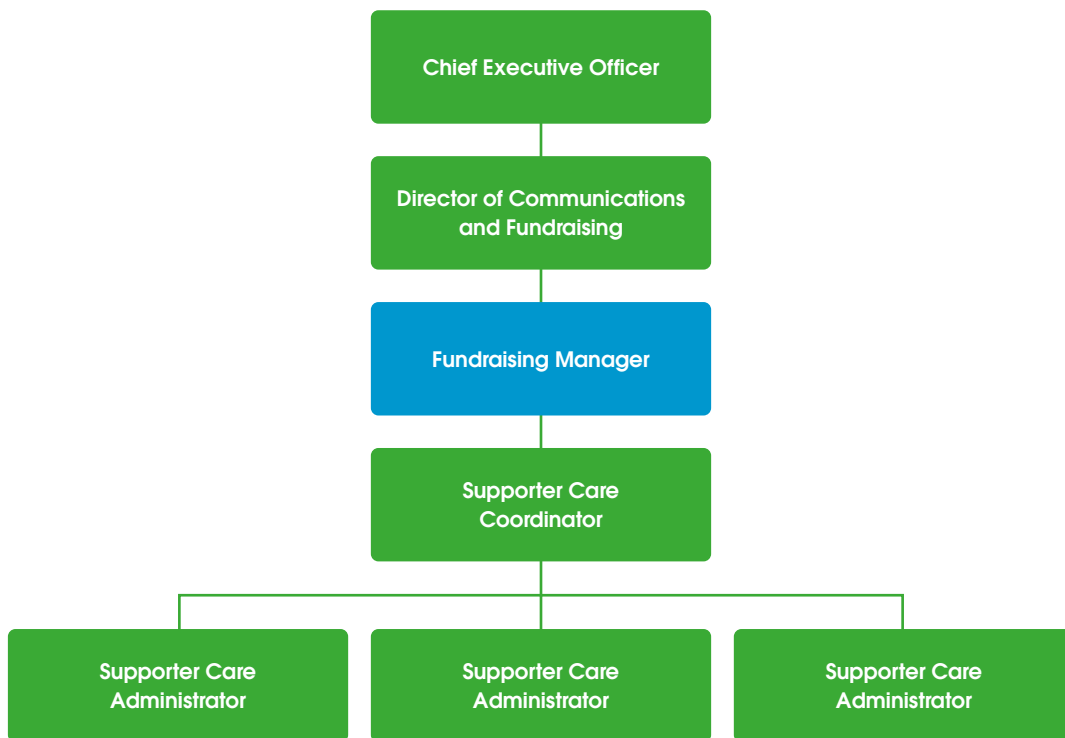 Chief Executive Officer
Director of Communications
and Fundraising
Fundraising Manager
Supporter Care
Coordinator
Supporter Care
Administrator
Supporter Care
Administrator
Supporter Care
Administrator